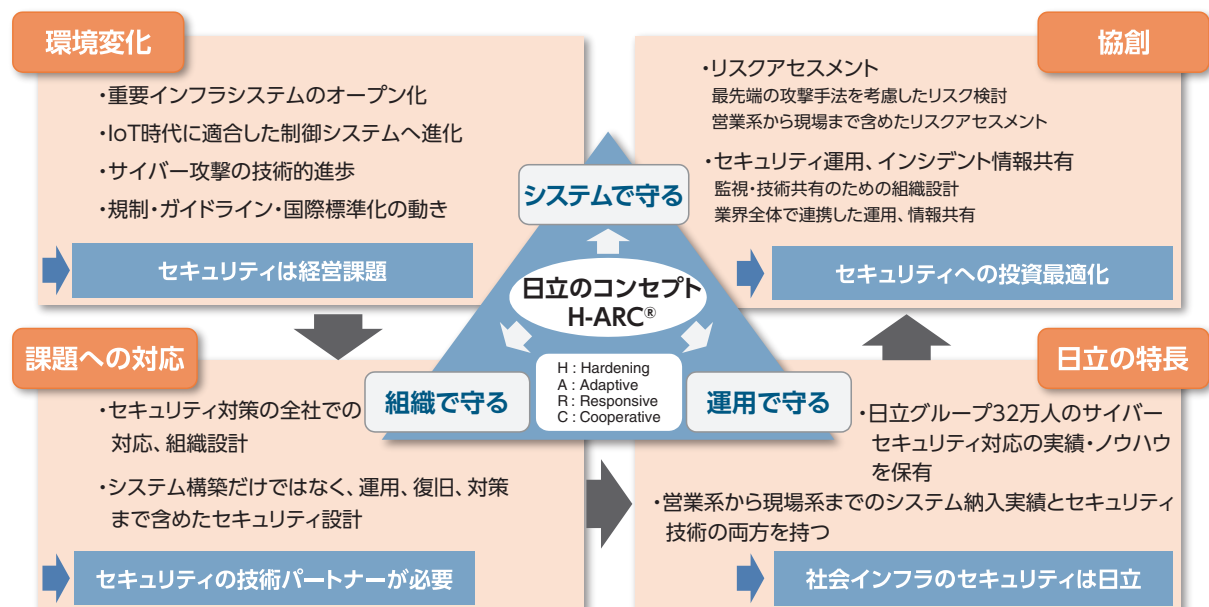 環境変化
・重要インフラシステムのオープン化
・IoT時代に適合した制御システムへ進化
・サイバー攻撃の技術的進歩
・規制・ガイドライン・国際標準化の動き
セキュリティは経営課題
協創
・リスクアセスメント
最先端の攻撃手法を考慮したリスク検討
営業系から現場まで含めたリスクアセスメント
・セキュリティ運用、インシデント情報共有
監視・技術共有のための組織設計
業界全体で連携した運用、情報共有
セキュリティへの投資最適化
システムで守る
日立のコンセプト
H-ARC®
組織で守る
H : Hardening
A : Adaptive
R : Responsive
C : Cooperative
運用で守る
課題への対応
・セキュリティ対策の全社での
対応、組織設計
・システム構築だけではなく、運用、復旧、対策
まで含めたセキュリティ設計
セキュリティの技術パートナーが必要
日立の特長
・日立グループ32万人のサイバー
セキュリティ対応の実績・ノウハウ
を保有
・営業系から現場系までのシステム納入実績とセキュリティ
技術の両方を持つ
社会インフラのセキュリティは日立